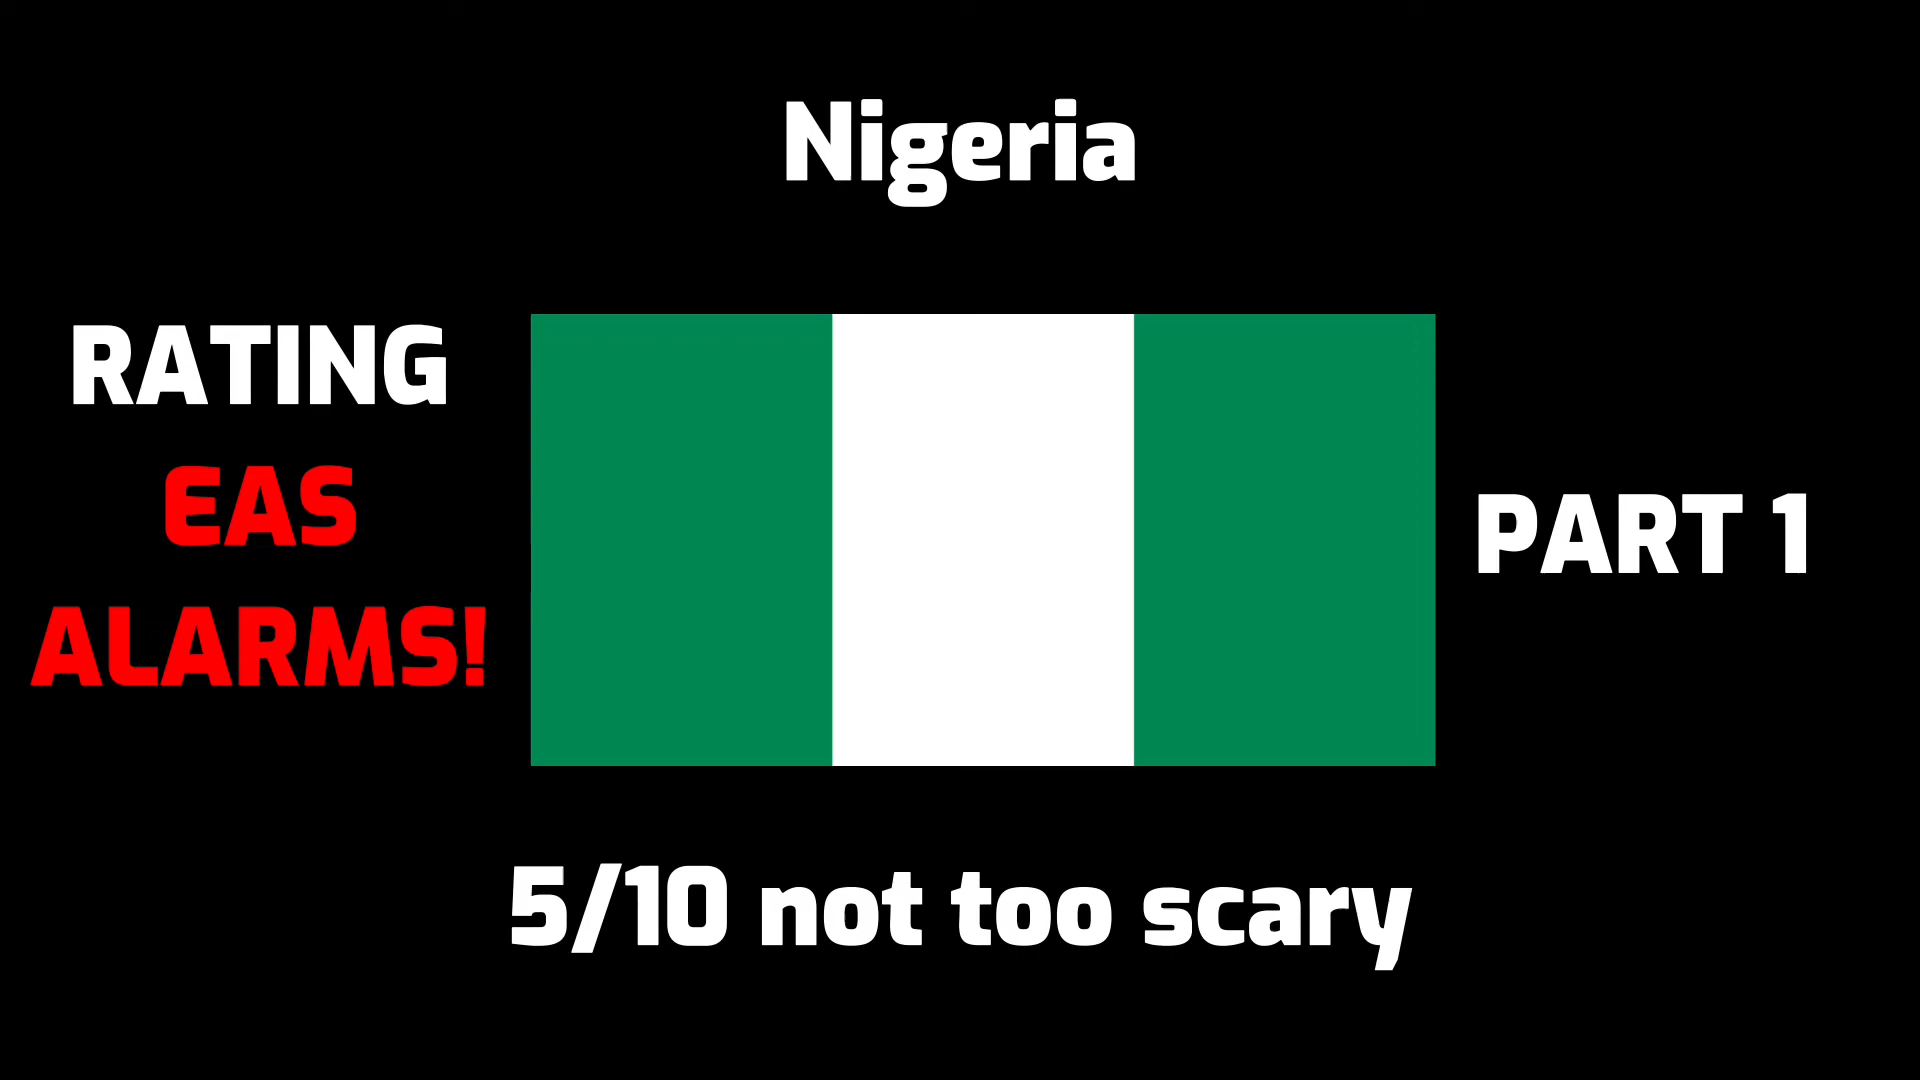 Nigeria
RATING
EAS
ALARMS!
PART 1
5/10 not too scary